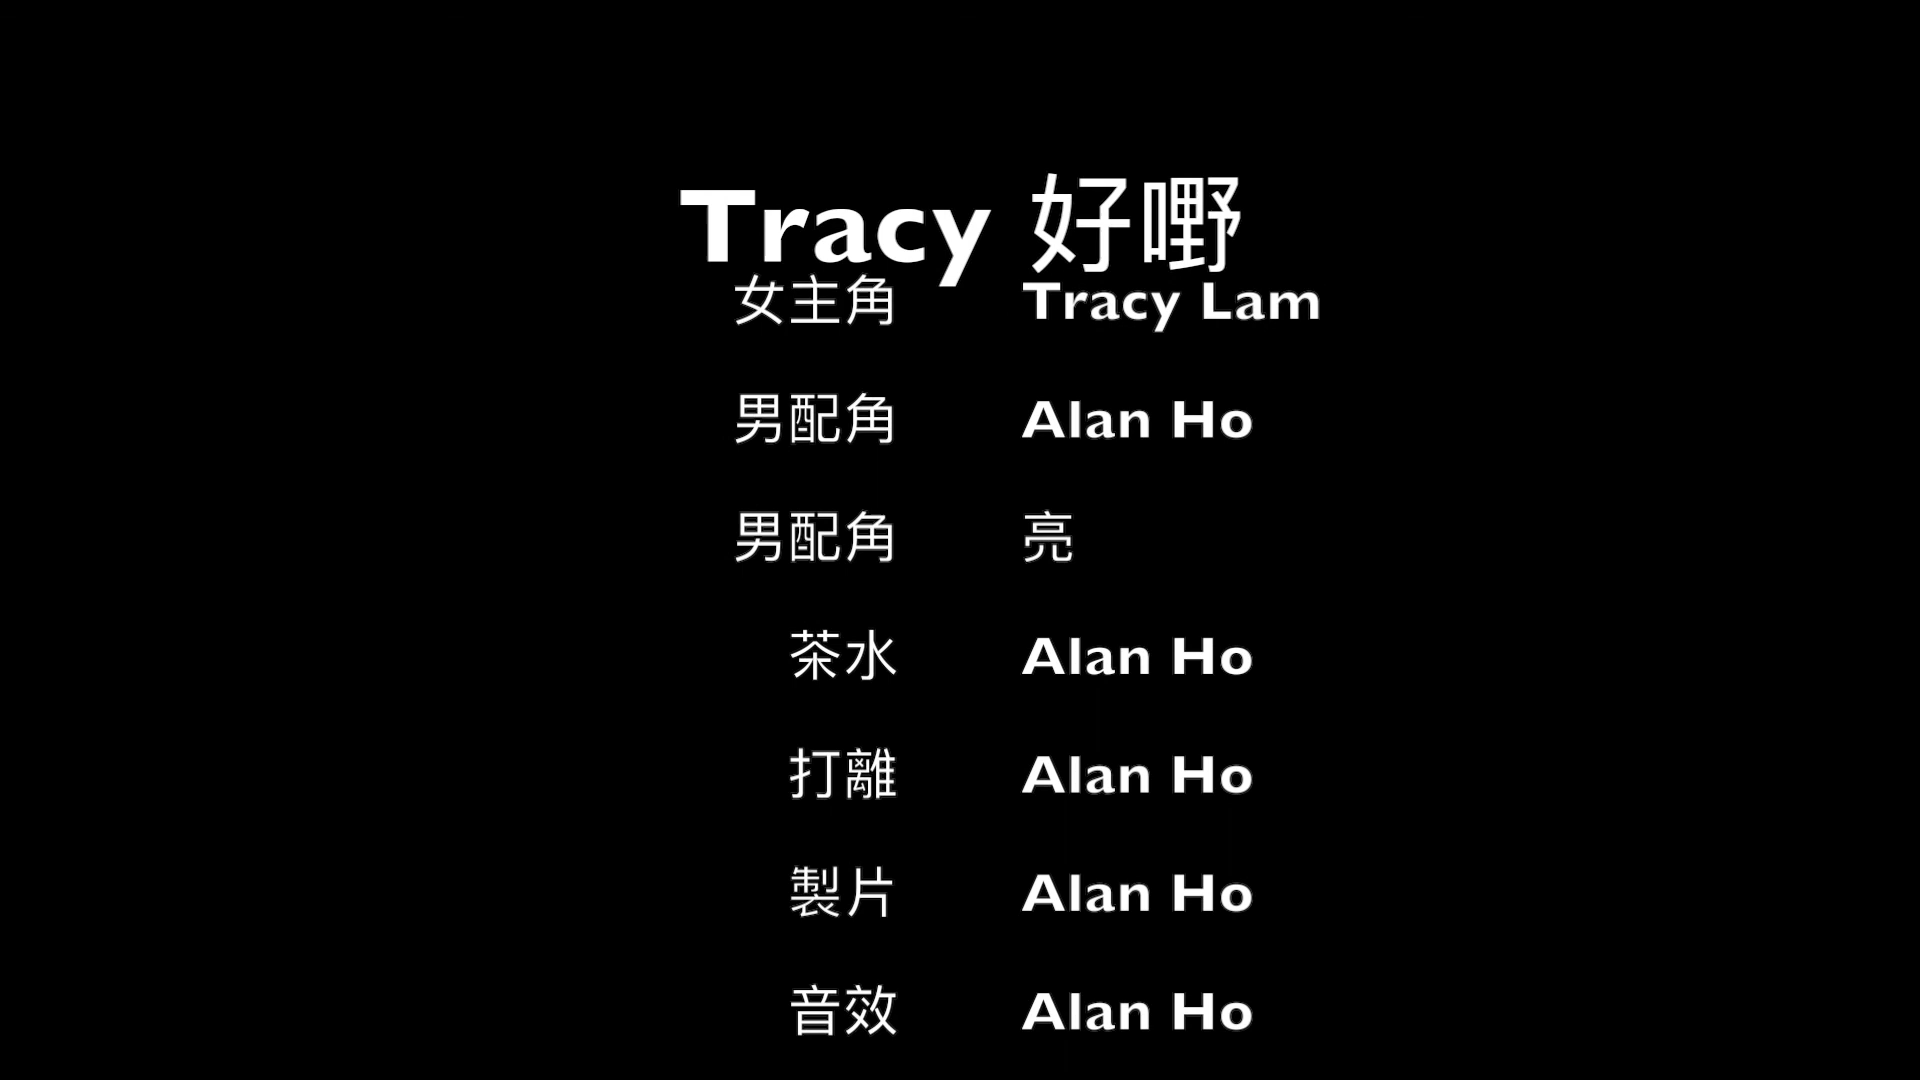 Tracy 好嘢
女主角 Tracy Lam
男配角 Alan Ho
男配角 亮
茶水 Alan Ho
打離 Alan Ho
製片 Alan Ho
音效 Alan Ho